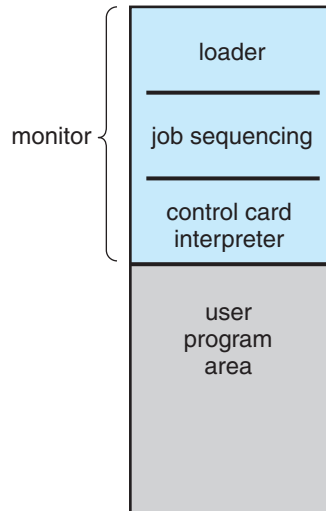 loader
monitor
job sequencing
control card
interpreter
user
program
area